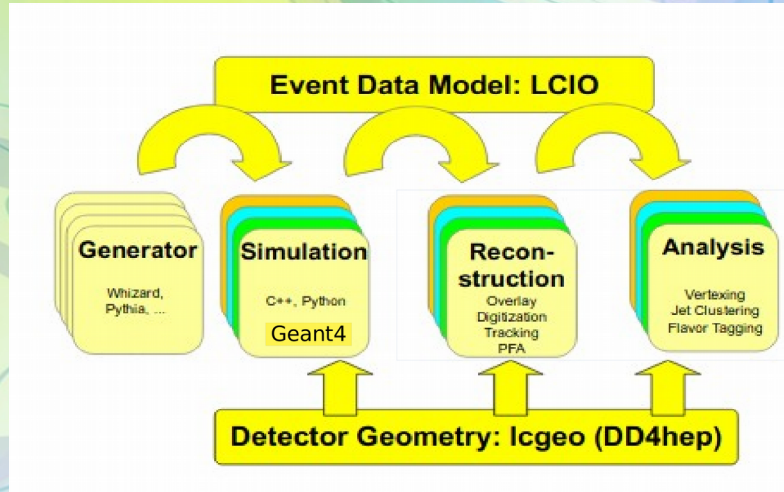 Event Data Model: LCIO
Generator
Whizard,
Pythia, ...
Simulation
C++, Python
Geant4
Recon-
struction
Overlay
Digitization
Tracking
PFA
Analysis
Vertexing
Jet Clustering
Flavor Tagging
Detector Geometry: lcgeo (DD4hep)